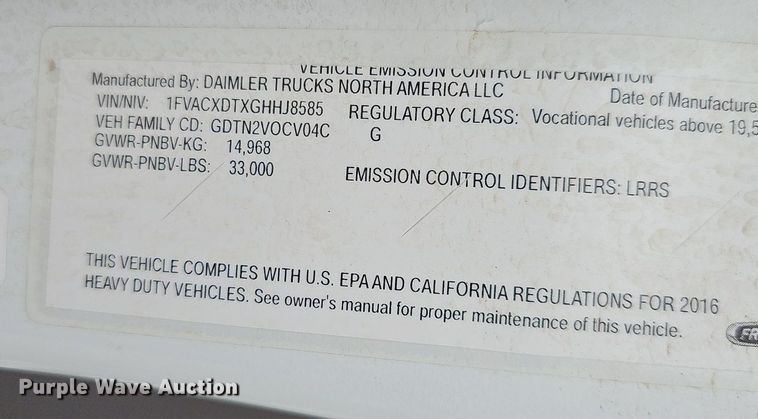 VEHICLE EMISSION CONTROL INFORMATION
Manufactured By: DAIMLER TRUCKS NORTH AMERICA LLC
Date of Manufacture
VIN/NIV: 1FVACXDTXGHHJ8585
REGULATORY CLASS: Vocational vehicles above 19,5
VEH FAMILY CD: GDTN2VOCV04C
G
GVWR-PNBV-KG: 14,968
GVWR-PNBV-LBS: 33,000
EMISSION CONTROL IDENTIFIERS: LRRS
THIS VEHICLE COMPLIES WITH U.S. EPA AND CALIFORNIA REGULATIONS FOR 2016
HEAVY DUTY VEHICLES. See owner's manual for proper maintenance of this vehicle.
FR
Purple Wave Auction